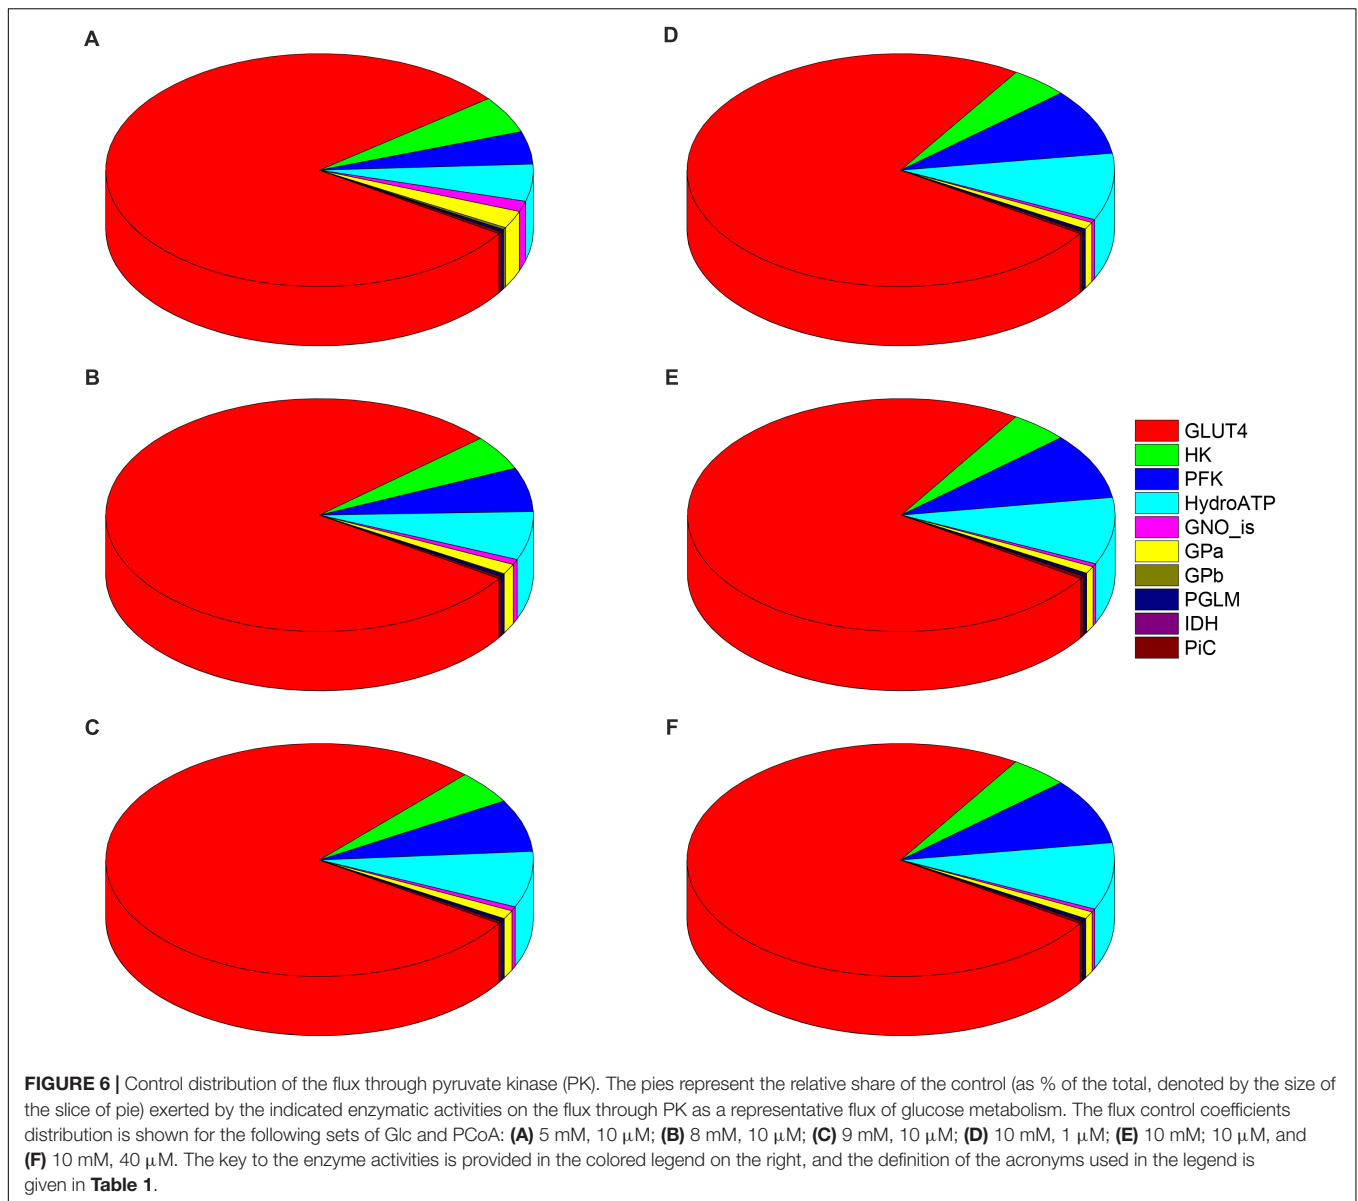 A
D
B
E
C
F
GLUT4
HK
PFK
HydroATP
GNO_is
GPa
GPb
PGLM
IDH
PiC
FIGURE 6 | Control distribution of the flux through pyruvate kinase (PK). The pies represent the relative share of the control (as % of the total, denoted by the size of
the slice of pie) exerted by the indicated enzymatic activities on the flux through PK as a representative flux of glucose metabolism. The flux control coefficients
distribution is shown for the following sets of Glc and PCoA: (A) 5 mM, 10 μM; (B) 8 mM, 10 μM; (C) 9 mM, 10 μM; (D) 10 mM, 1 μM; (E) 10 mM; 10 μM, and
(F) 10 mM, 40 μM. The key to the enzyme activities is provided in the colored legend on the right, and the definition of the acronyms used in the legend is
given in Table 1.